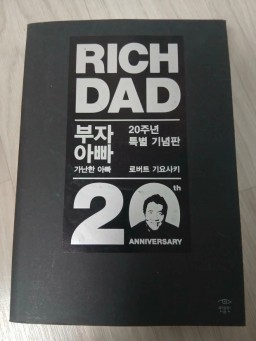 RICH
DAD
부자
아빠
가난한 아빠
20주년
특별 기념판
로버트 기요사키
20th
ANNIVERSARY